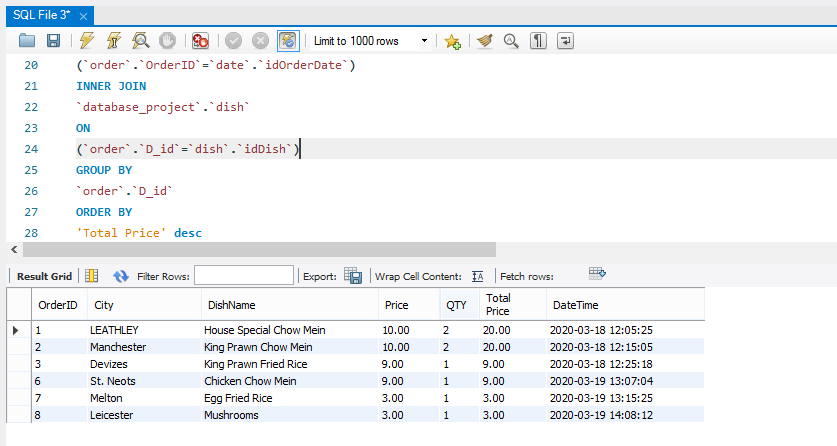 SQL File 3*
Limit to 1000 rows
20 (`order`.`OrderID`=`date`.`idOrderDate`)
21 INNER JOIN
22 `database_project`.`dish`
23 ON
24 (`order`.`D_id`=`dish`.`idDish`)
25 GROUP BY
26 `order`.`D_id`
27 ORDER BY
28 'Total Price' desc
Result Grid Filter Rows: Export: Wrap Cell Content: IA Fetch rows:
OrderID City DishName Price QTY Total Price DateTime
1 LEATHLEY House Special Chow Mein 10.00 2 20.00 2020-03-18 12:05:25
2 Manchester King Prawn Chow Mein 10.00 2 20.00 2020-03-18 12:15:05
3 Devizes King Prawn Fried Rice 9.00 1 9.00 2020-03-18 12:25:18
6 St. Neots Chicken Chow Mein 9.00 1 9.00 2020-03-19 13:07:04
7 Melton Egg Fried Rice 3.00 1 3.00 2020-03-19 13:15:25
8 Leicester Mushrooms 3.00 1 3.00 2020-03-19 14:08:12